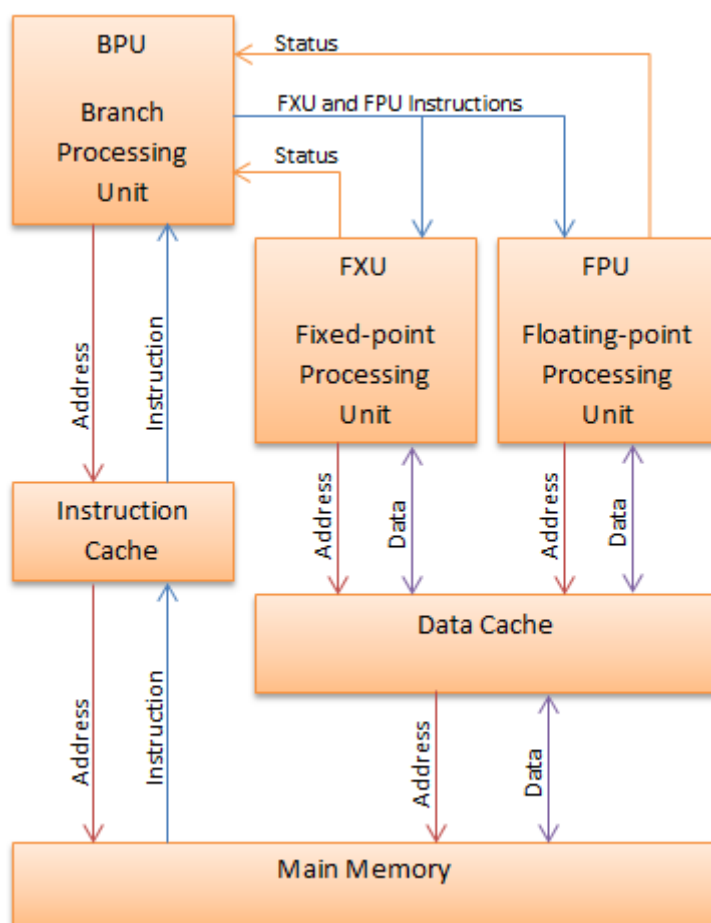 BPU
Branch
Processing
Unit
Status
FXU and FPU Instructions
Status
FXU
Fixed-point
Processing
Unit
FPU
Floating-point
Processing
Unit
Address
Instruction
Address
Data
Address
Data
Instruction
Cache
Data Cache
Address
Instruction
Address
Data
Main Memory